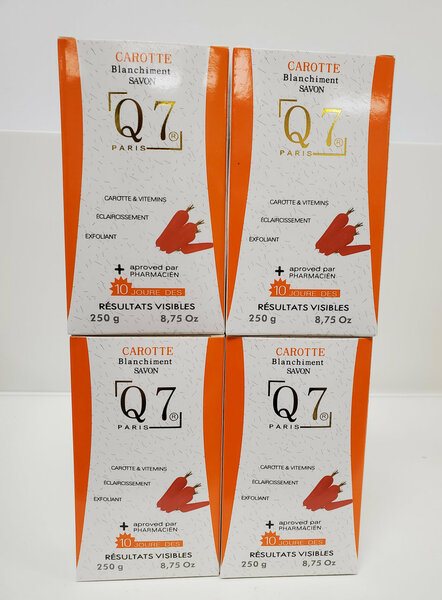 CAROTTE
Blanchiment
SAVON
Q7®
PARIS
CAROTTE & VITEMINS
ÉCLAIRCISSEMENT
EXFOLIANT
+ aproved par
PHARMACIÉN
10 JOURE DES
RÉSULTATS VISIBLES
250 g 8,75 Oz
CAROTTE
Blanchiment
SAVON
Q7®
PARIS
CAROTTE & VITEMINS
ÉCLAIRCISSEMENT
EXFOLIANT
+ aproved par
PHARMACIÉN
10 JOURE DES
RÉSULTATS VISIBLES
250 g 8,75 Oz
CAROTTE
Blanchiment
SAVON
Q7®
PARIS
CAROTTE & VITEMINS
ÉCLAIRCISSEMENT
EXFOLIANT
+ aproved par
PHARMACIÉN
10 JOURE DES
RÉSULTATS VISIBLES
250 g 8,75 Oz
CAROTTE
Blanchiment
SAVON
Q7®
PARIS
CAROTTE & VITEMINS
ÉCLAIRCISSEMENT
EXFOLIANT
+ aproved par
PHARMACIÉN
10 JOURE DES
RÉSULTATS VISIBLES
250 g 8,75 Oz